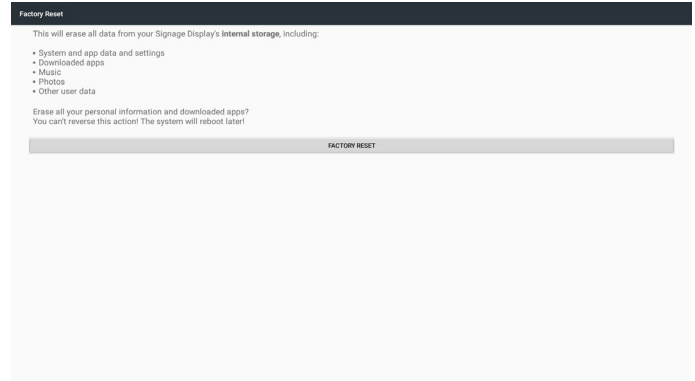 Factory Reset
This will erase all data from your Signage Display's internal storage, including:
• System and app data and settings
• Downloaded apps
• Music
• Photos
• Other user data
Erase all your personal information and downloaded apps?
You can't reverse this action! The system will reboot later!
FACTORY RESET